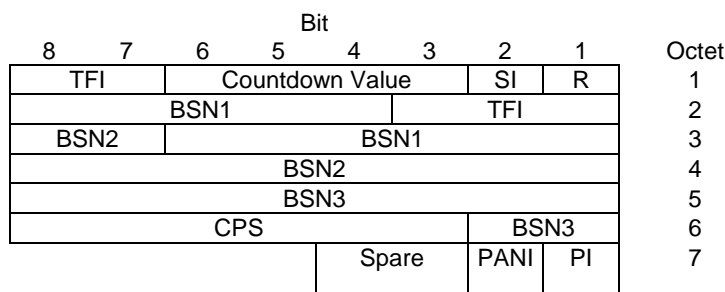 Bit
8 7 6 5 4 3 2 1 Octet
TFI Countdown Value SI R 1
BSN1 TFI 2
BSN2 BSN1 3
BSN2 4
BSN3 5
CPS BSN3 6
Spare PANI PI 7